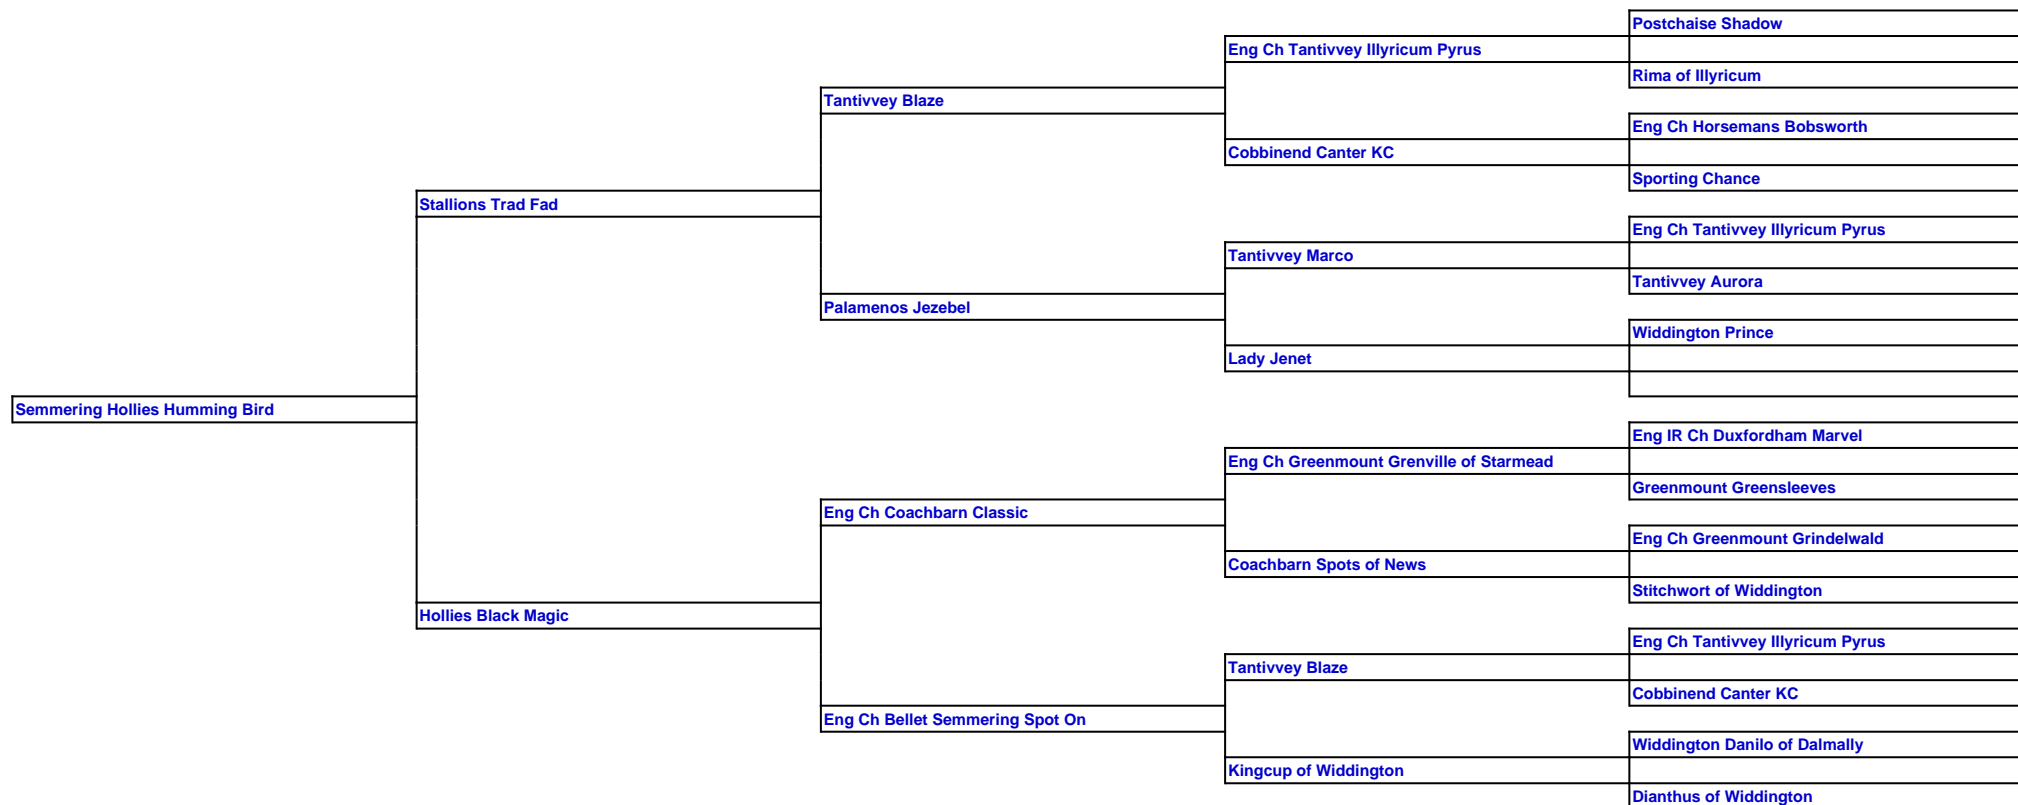 Postchaise Shadow
Eng Ch Tantivvey Illyricum Pyrus
Rima of Illyricum
Tantivvey Blaze
Eng Ch Horsemans Bobsworth
Cobbinend Canter KC
Sporting Chance
Stallions Trad Fad
Eng Ch Tantivvey Illyricum Pyrus
Tantivvey Marco
Tantivvey Aurora
Palamenos Jezebel
Widdington Prince
Lady Jenet
Semmering Hollies Humming Bird
Eng IR Ch Duxfordham Marvel
Eng Ch Greenmount Grenville of Starmead
Greenmount Greensleeves
Eng Ch Coachbarn Classic
Eng Ch Greenmount Grindelwald
Coachbarn Spots of News
Stitchwort of Widdington
Hollies Black Magic
Eng Ch Tantivvey Illyricum Pyrus
Tantivvey Blaze
Cobbinend Canter KC
Eng Ch Bellet Semmering Spot On
Widdington Danilo of Dalmally
Kingcup of Widdington
Dianthus of Widdington